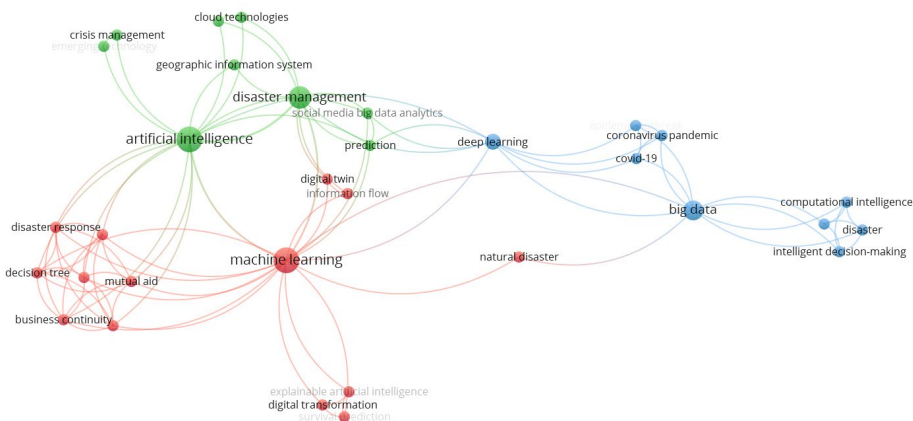 cloud technologies
crisis management
emerging technology
geographic information system
disaster management
social media big data analytics
artificial intelligence
prediction
deep learning
coronavirus pandemic
covid-19
digital twin
information flow
big data
computational intelligence
disaster response
disaster
machine learning
natural disaster
intelligent decision-making
decision tree
mutual aid
business continuity
explainable artificial intelligence
digital transformation
survival prediction